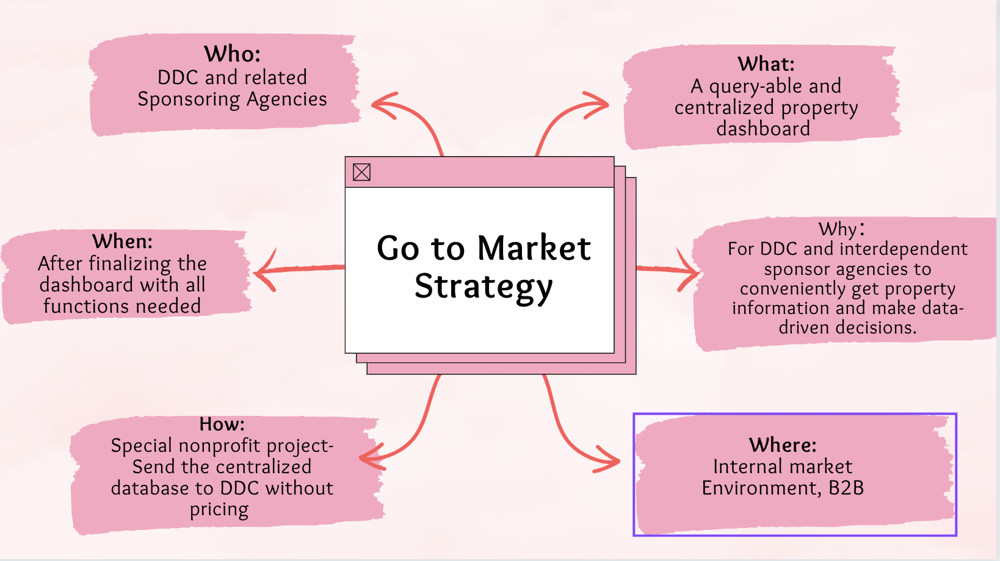 Who:
DDC and related
Sponsoring Agencies
What:
A query-able and
centralized property
dashboard
Go to Market
Strategy
When:
After finalizing the
dashboard with all
functions needed
Why:
For DDC and interdependent
sponsor agencies to
conveniently get property
information and make data-
driven decisions.
How:
Special nonprofit project-
Send the centralized
database to DDC without
pricing
Where:
Internal market
Environment, B2B